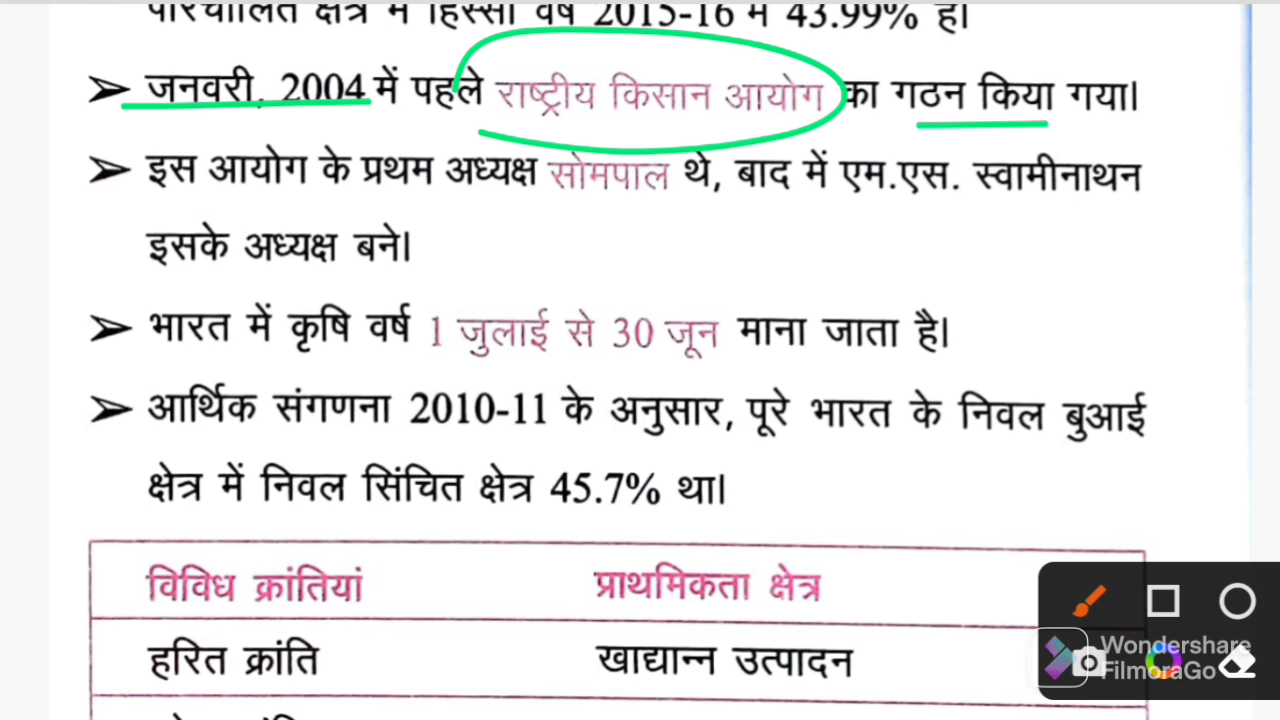 परिचालित क्षेत्र में हिस्सा वर्ष 2015-16 में 43.99% है।
➢ जनवरी, 2004 में पहले राष्ट्रीय किसान आयोग का गठन किया गया।
➢ इस आयोग के प्रथम अध्यक्ष सोमपाल थे, बाद में एम.एस. स्वामीनाथन
इसके अध्यक्ष बने।
➢ भारत में कृषि वर्ष 1 जुलाई से 30 जून माना जाता है।
➢ आर्थिक संगणना 2010-11 के अनुसार, पूरे भारत के निवल बुआई
क्षेत्र में निवल सिंचित क्षेत्र 45.7% था।
विविध क्रांतियां प्राथमिकता क्षेत्र
हरित क्रांति खाद्यान्न उत्पादन
Wondershare
FilmoraGo